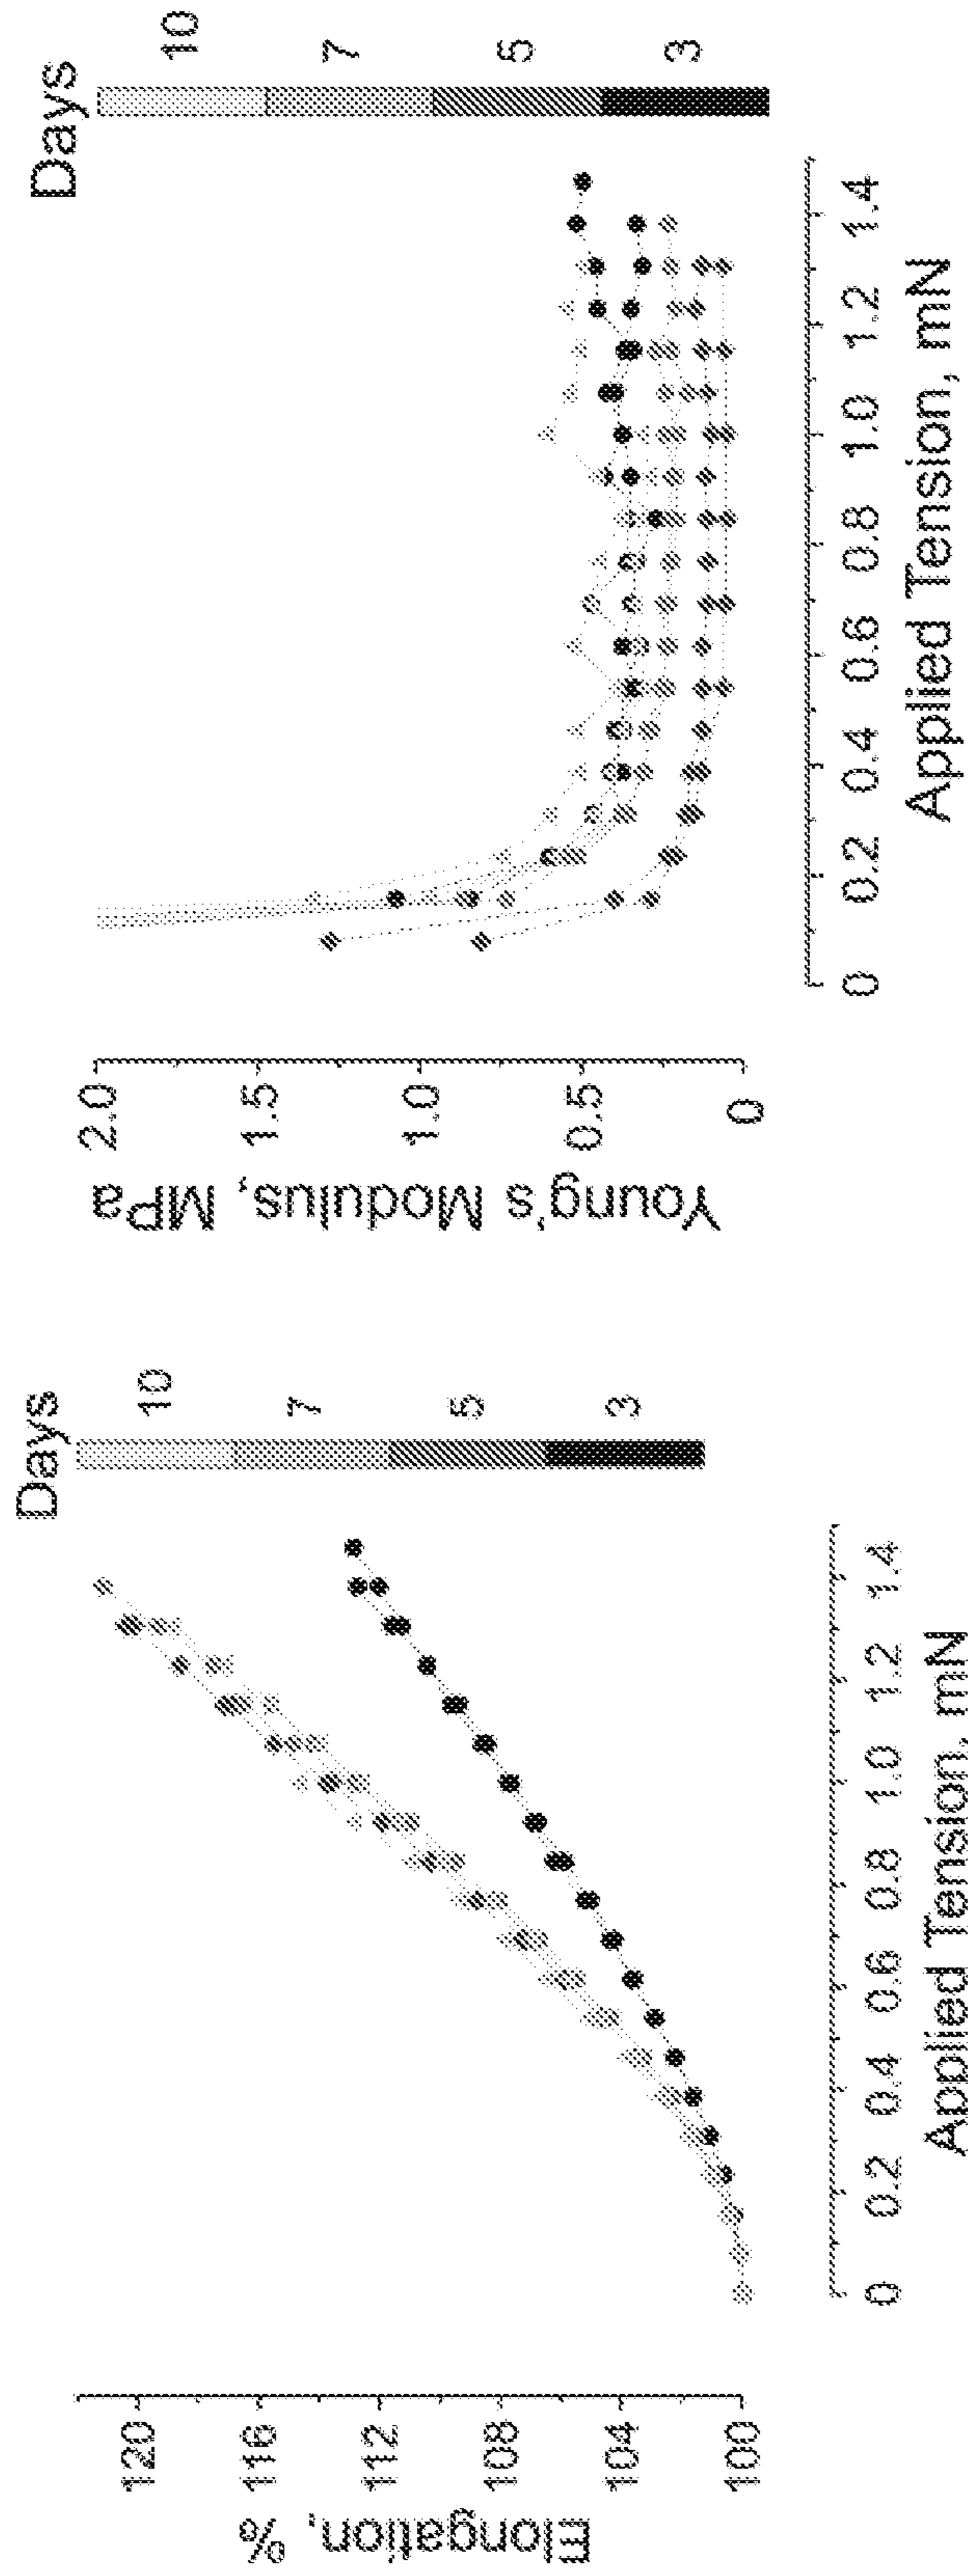 Elongation, %
120
116
112
108
104
100
0 0.2 0.4 0.6 0.8 1.0 1.2 1.4
Applied Tension, mN
Days
10
7
5
3
Young's Modulus, MPa
2.0
1.5
1.0
0.5
0
0 0.2 0.4 0.6 0.8 1.0 1.2 1.4
Applied Tension, mN
Days
10
7
5
3